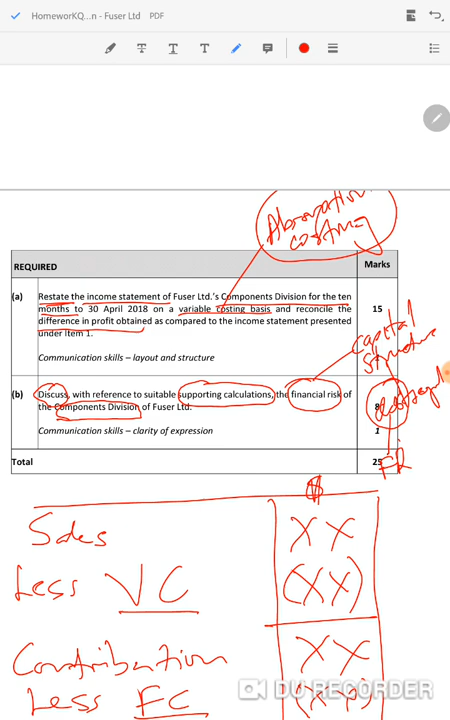 HomeworkKQ...n - Fuser Ltd PDF
Absorption
costing
REQUIRED Marks
(a) Restate the income statement of Fuser Ltd.'s Components Division for the ten
months to 30 April 2018 on a variable costing basis and reconcile the 15
difference in profit obtained as compared to the income statement presented
under Item 1.
Communication skills – layout and structure
capital
structure
(b) Discuss, with reference to suitable supporting calculations, the financial risk of
the Components Division of Fuser Ltd. 8
Communication skills – clarity of expression 1
Total 25
$
Sales XX
Less VC (XX)
Contribution XX
Less FC
DU RECORDER